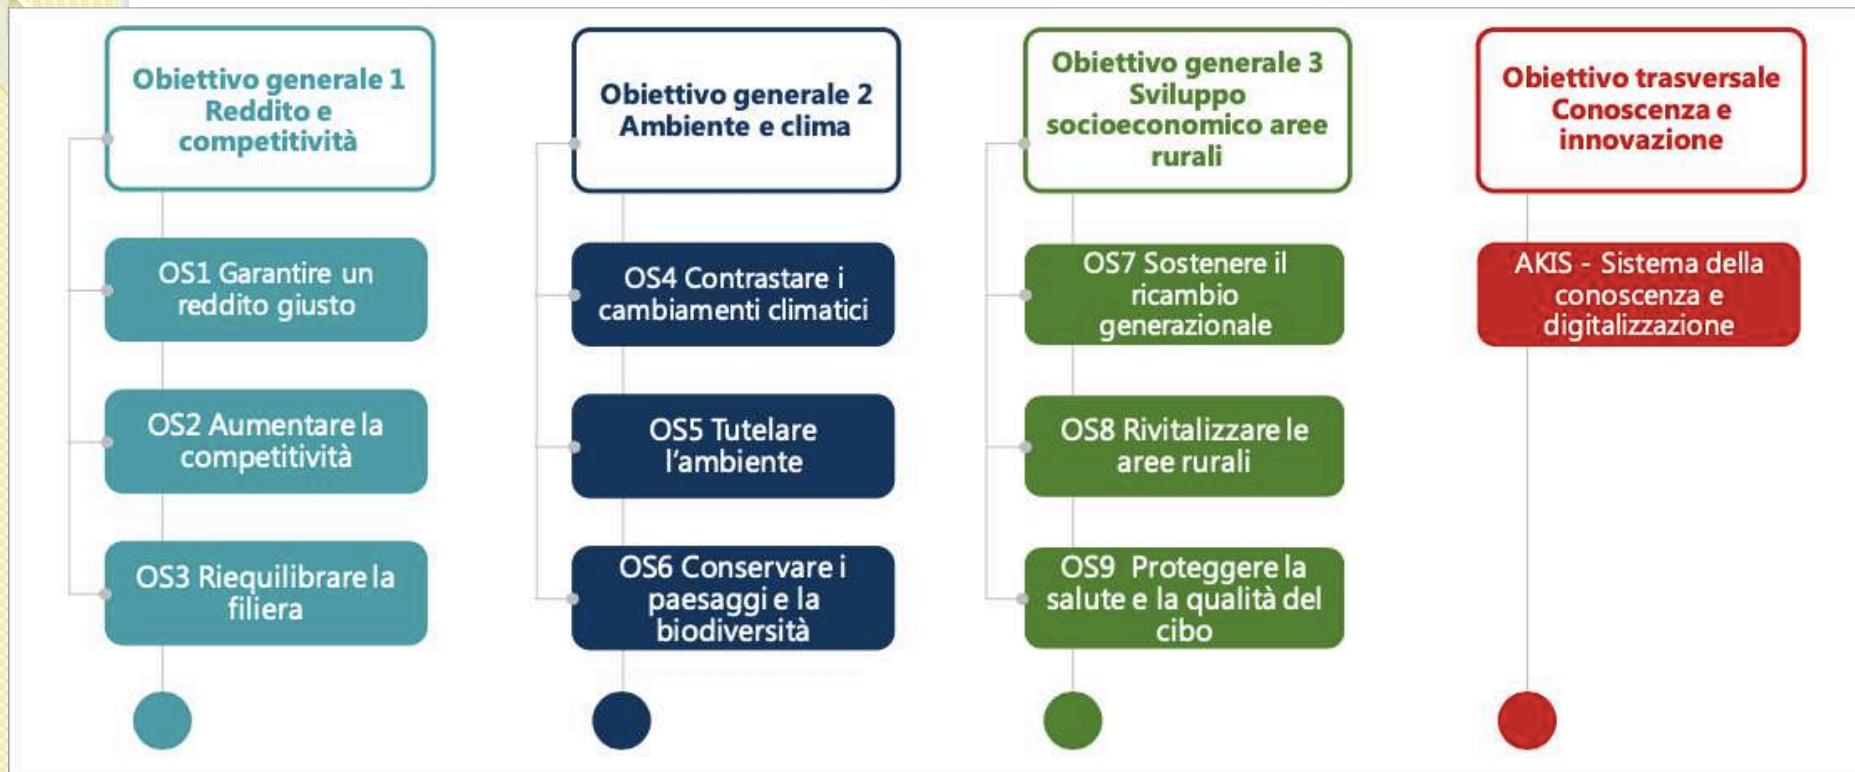 Obiettivo generale 1
Reddito e
competitività
OS1 Garantire un
reddito giusto
OS2 Aumentare la
competitività
OS3 Riequilibrare la
filiera
Obiettivo generale 2
Ambiente e clima
OS4 Contrastare i
cambiamenti climatici
OS5 Tutelare
l'ambiente
OS6 Conservare i
paesaggi e la
biodiversità
Obiettivo generale 3
Sviluppo
socioeconomico aree
rurali
OS7 Sostenere il
ricambio
generazionale
OS8 Rivitalizzare le
aree rurali
OS9 Proteggere la
salute e la qualità del
cibo
Obiettivo trasversale
Conoscenza e
innovazione
AKIS - Sistema della
conoscenza e
digitalizzazione